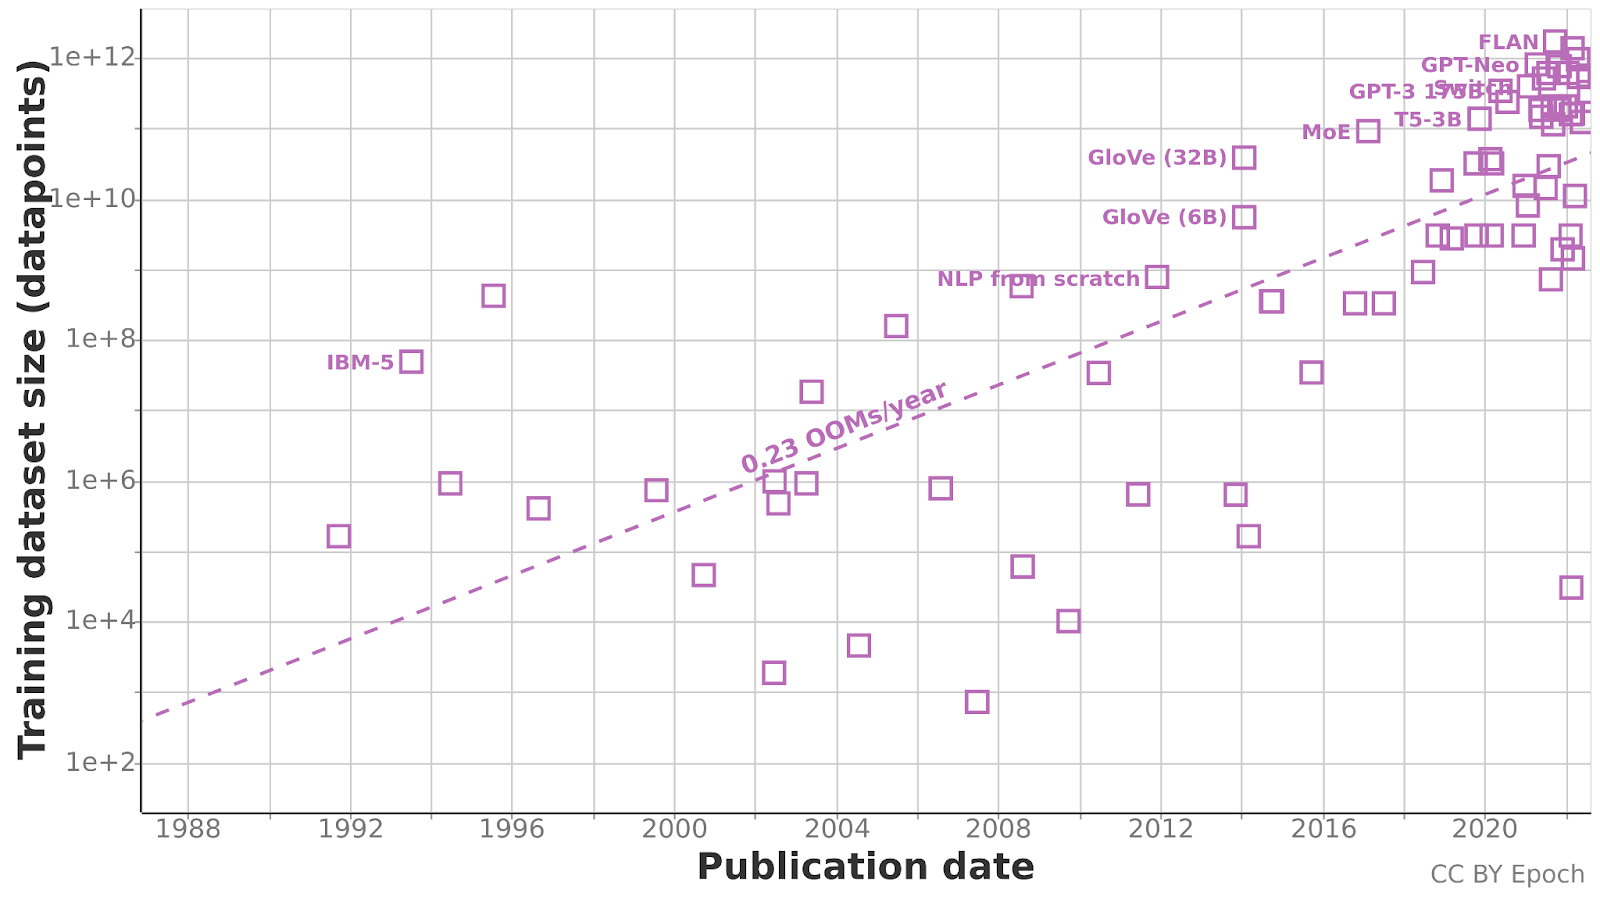 Training dataset size (datapoints)
1e+12
1e+10
1e+8
1e+6
1e+4
1e+2
FLAN
GPT-Neo
Switch
GPT-3 175B
T5-3B
MoE
GloVe (32B)
GloVe (6B)
NLP from scratch
IBM-5
0.23 OOMs/year
1988 1992 1996 2000 2004 2008 2012 2016 2020
Publication date
CC BY Epoch